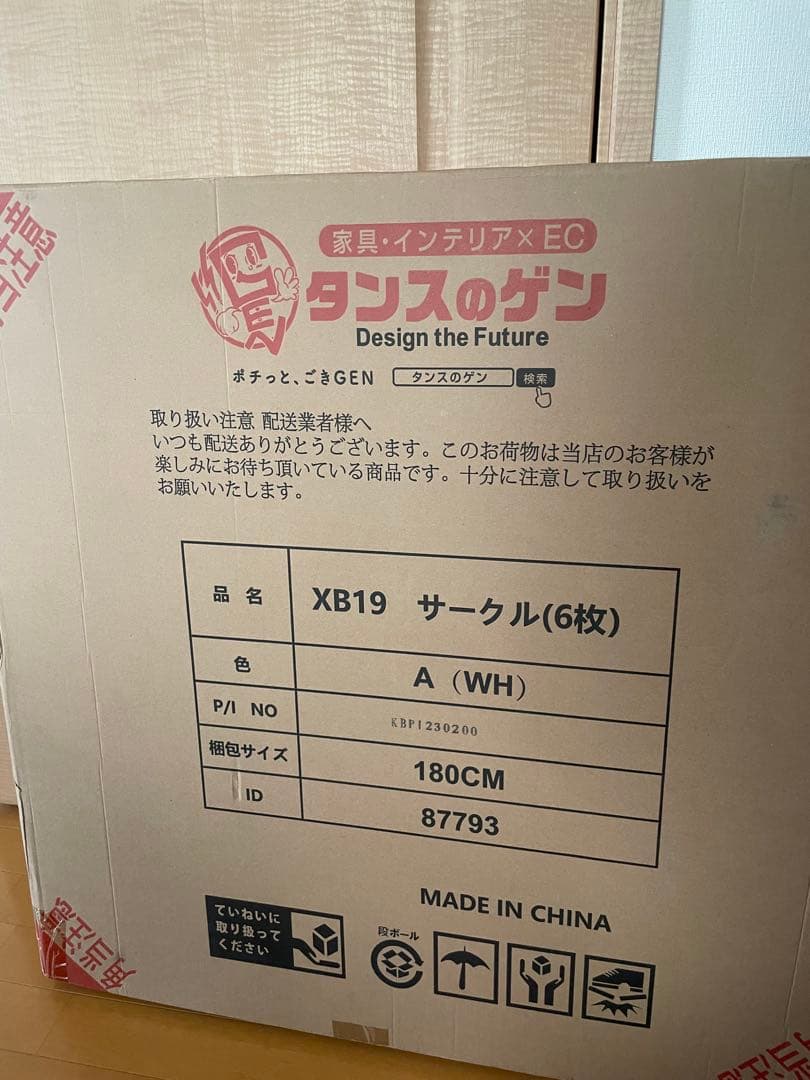 家具・インテリア×EC
GEN
タンスのゲン
Design the Future
ポチっと、ごきGEN タンスのゲン 検索
取り扱い注意 配送業者様へ
いつも配送ありがとうございます。このお荷物は当店のお客様が
楽しみにお待ち頂いている商品です。十分に注意して取り扱いを
お願いいたします。
品 名 XB19 サークル(6枚)
色 A（WH）
P/I NO KBP1230200
梱包サイズ 180CM
ID 87793
MADE IN CHINA
ていねいに
取り扱って
ください
段ボール
角当注意